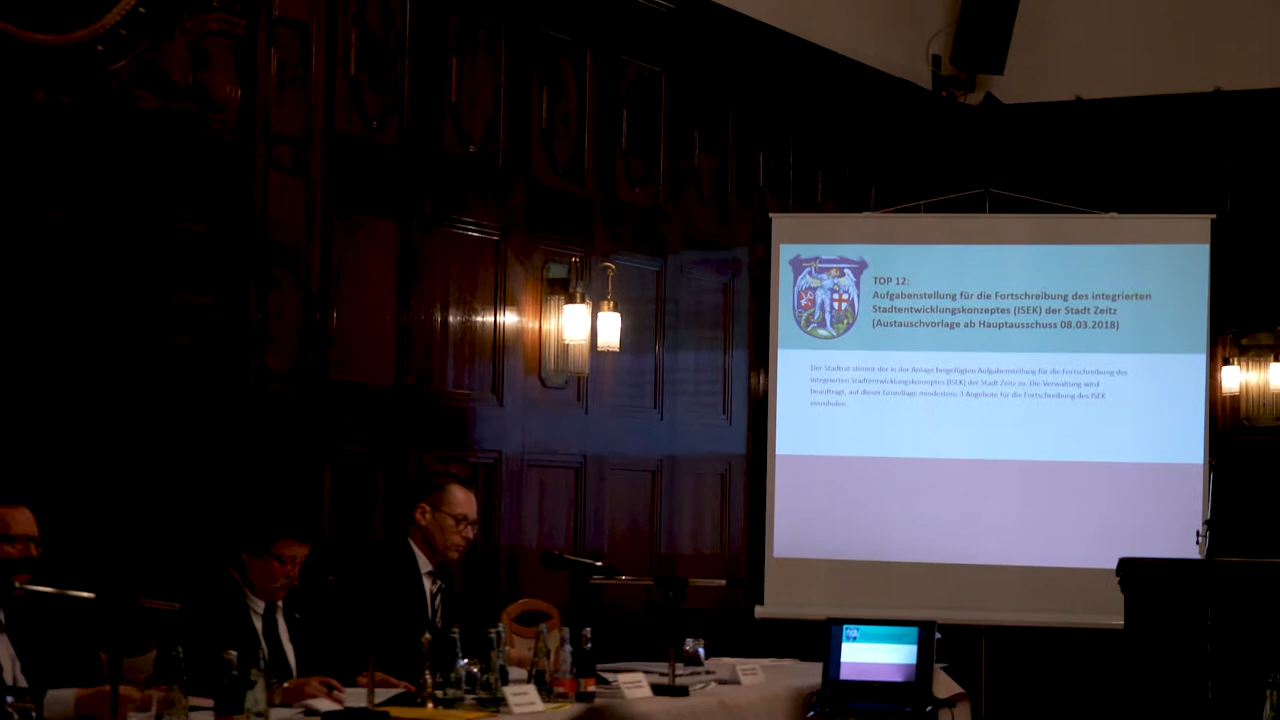 TOP 12:
Aufgabenstellung für die Fortschreibung des integrierten
Stadtentwicklungskonzeptes (ISEK) der Stadt Zeitz
(Austauschvorlage ab Hauptausschuss 08.03.2018)
Der Stadtrat stimmt der in der Anlage beigefügten Aufgabenstellung für die Fortschreibung des
integrierten Stadtentwicklungskonzeptes (ISEK) der Stadt Zeitz zu. Die Verwaltung wird
beauftragt, auf dieser Grundlage mindestens 3 Angebote für die Fortschreibung des ISEK
einzuholen.